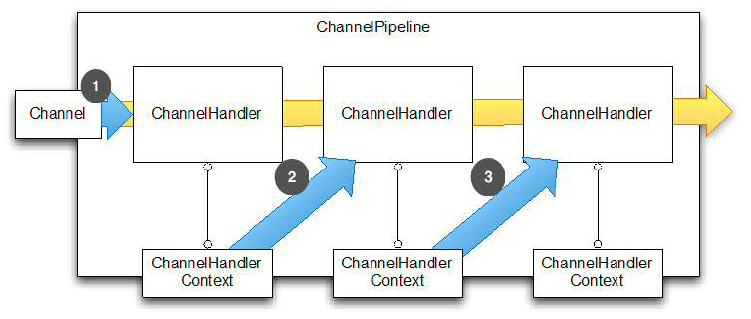 ChannelPipeline
1
Channel
ChannelHandler
ChannelHandler
ChannelHandler
2
3
ChannelHandler
Context
ChannelHandler
Context
ChannelHandler
Context